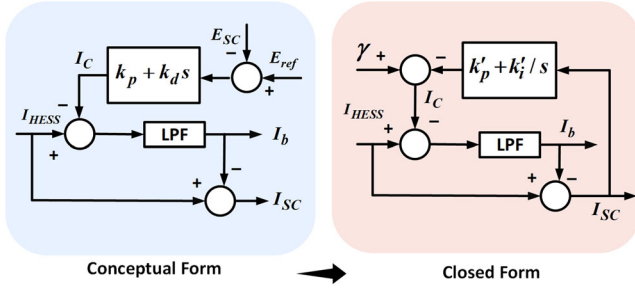 E_SC
−
I_C
k_p + k_d s
E_ref
+
−
I_HESS
+
LPF
I_b
−
+
I_SC
Conceptual Form
γ
+
−
k'_p + k'_i / s
I_C
I_HESS
+
−
LPF
I_b
+
−
I_SC
Closed Form